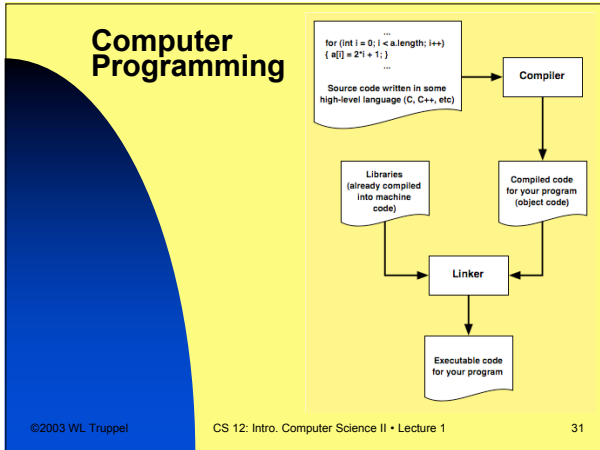 Computer
Programming
...
for (int i = 0; i < a.length; i++)
{ a[i] = 2*i + 1; }
...
Source code written in some
high-level language (C, C++, etc)
Compiler
Libraries
(already compiled
into machine
code)
Compiled code
for your program
(object code)
Linker
Executable code
for your program
©2003 WL Truppel
CS 12: Intro. Computer Science II • Lecture 1
31